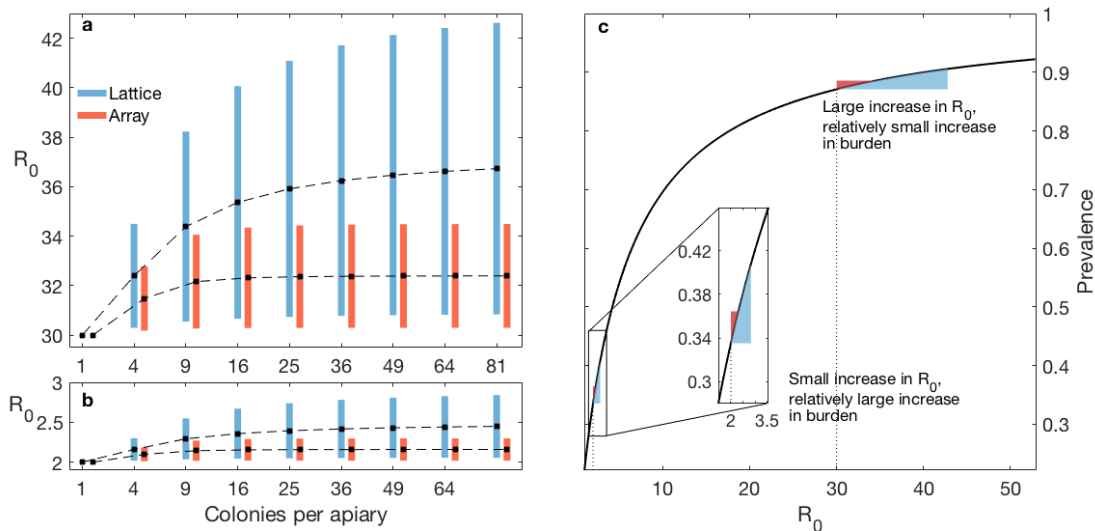 a
42
40
38
36
34
32
30
R0
Lattice
Array
1 4 9 16 25 36 49 64 81
b
3
2.5
2
R0
1 4 9 16 25 36 49 64
Colonies per apiary
c
1
0.9
0.8
0.7
0.6
0.5
0.4
0.3
Prevalence
Large increase in R0,
relatively small increase
in burden
0.42
0.38
0.34
0.3
2 3.5
Small increase in R0,
relatively large increase
in burden
10 20 30 40 50
R0